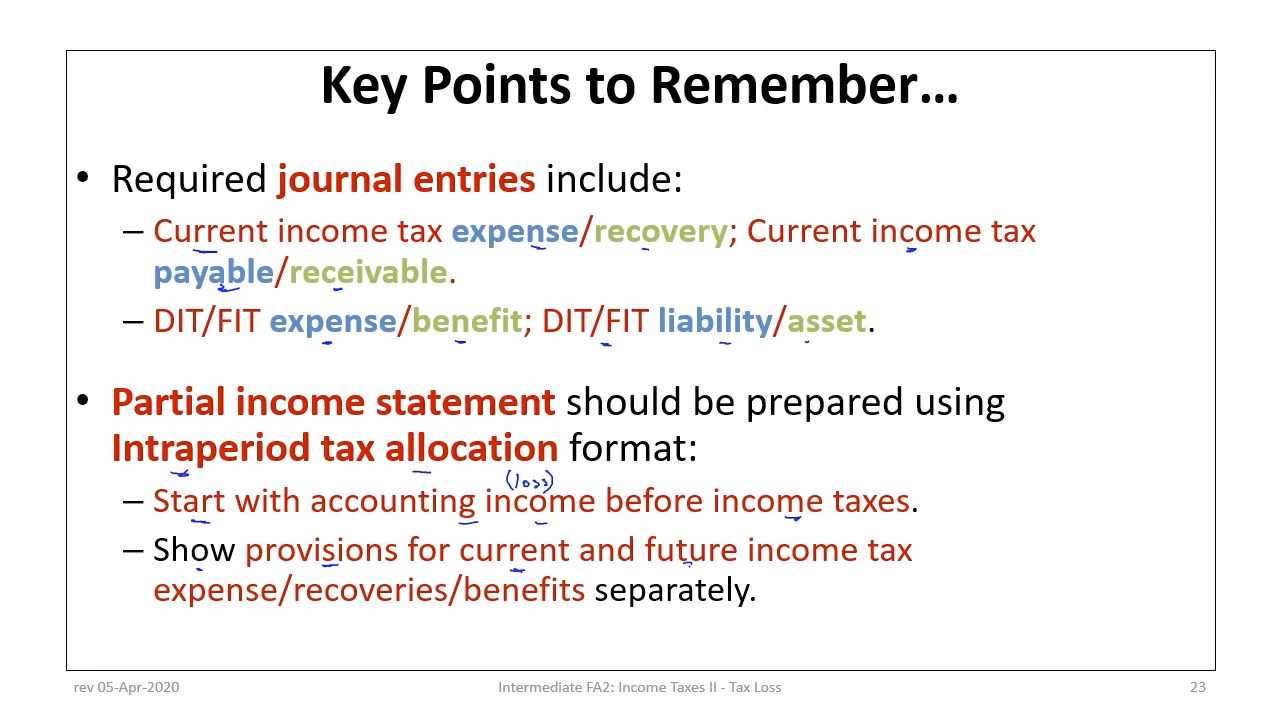 Key Points to Remember…
• Required journal entries include:
– Current income tax expense/recovery; Current income tax
payable/receivable.
– DIT/FIT expense/benefit; DIT/FIT liability/asset.
• Partial income statement should be prepared using
Intraperiod tax allocation format:
(loss)
– Start with accounting income before income taxes.
– Show provisions for current and future income tax
expense/recoveries/benefits separately.
rev 05-Apr-2020 Intermediate FA2: Income Taxes II - Tax Loss 23